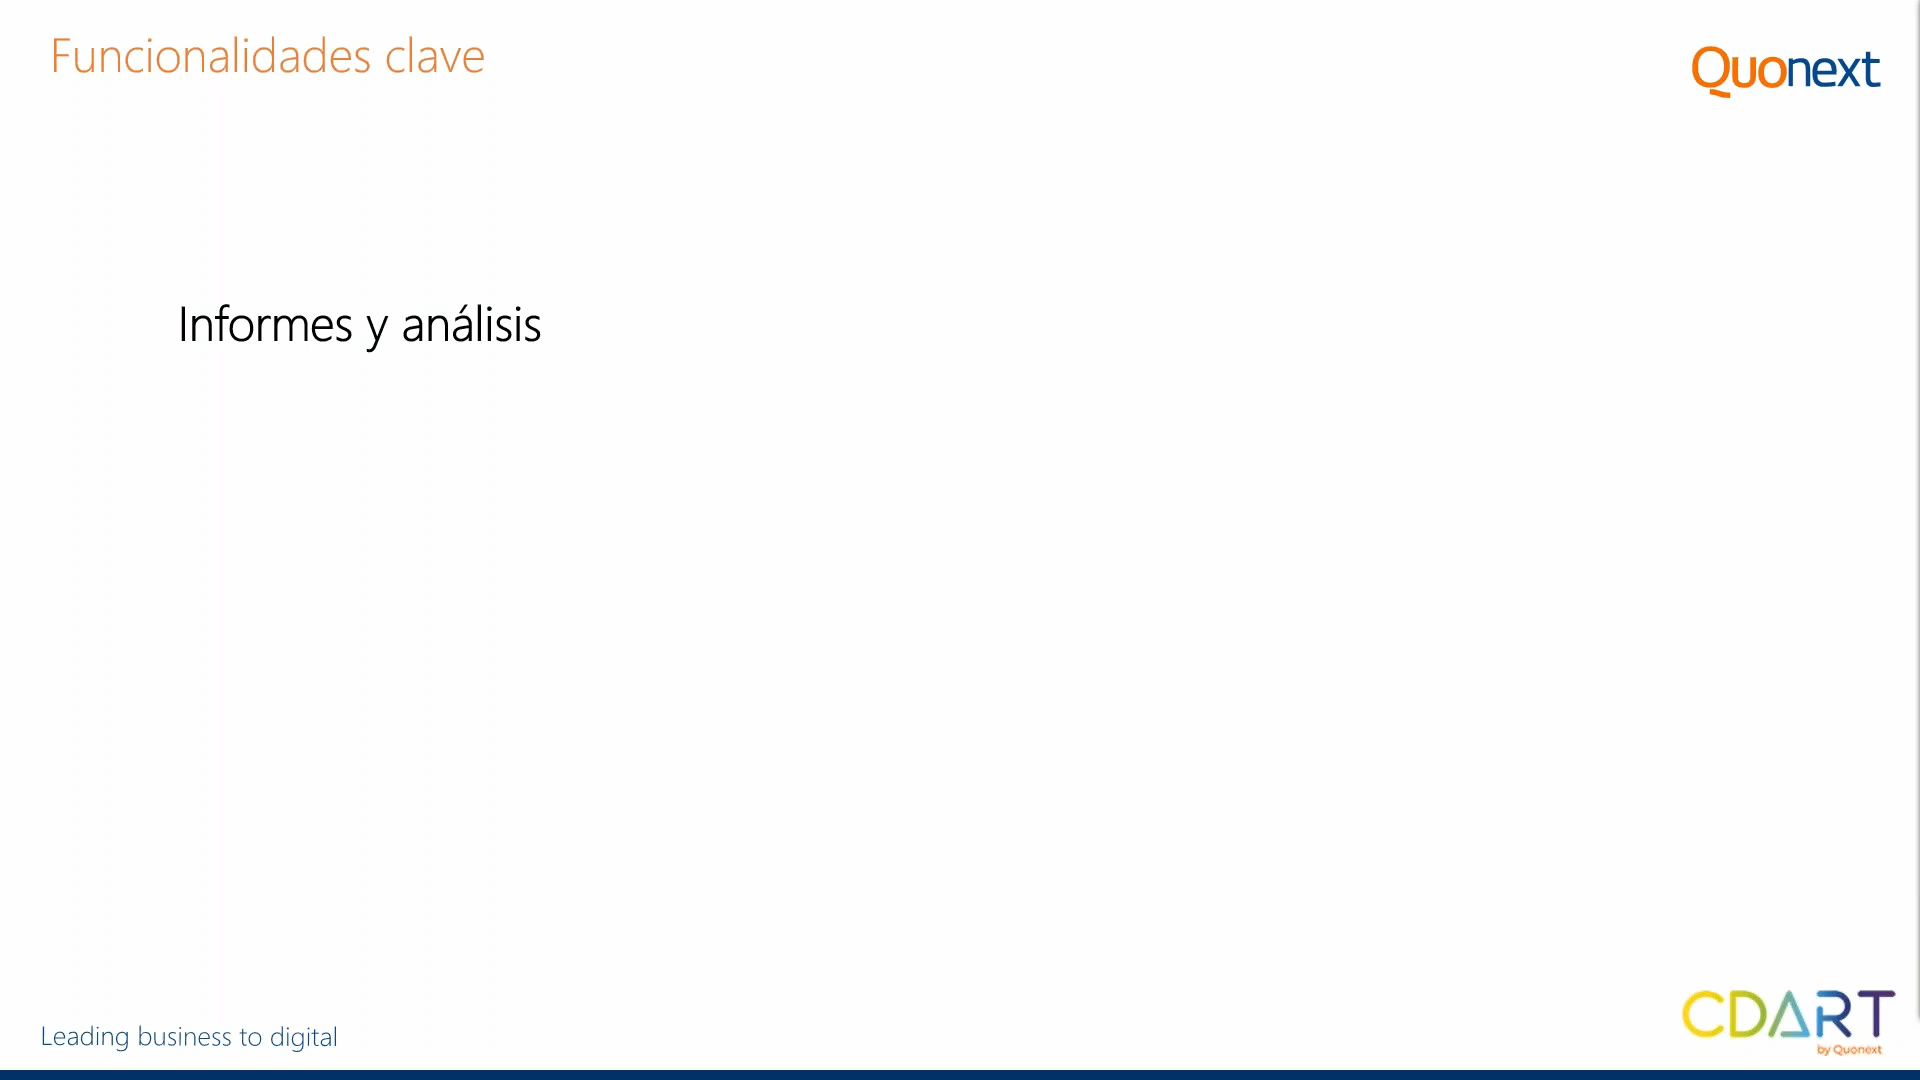 Funcionalidades clave
Quonext
Informes y análisis
Leading business to digital
CDART
by Quonext